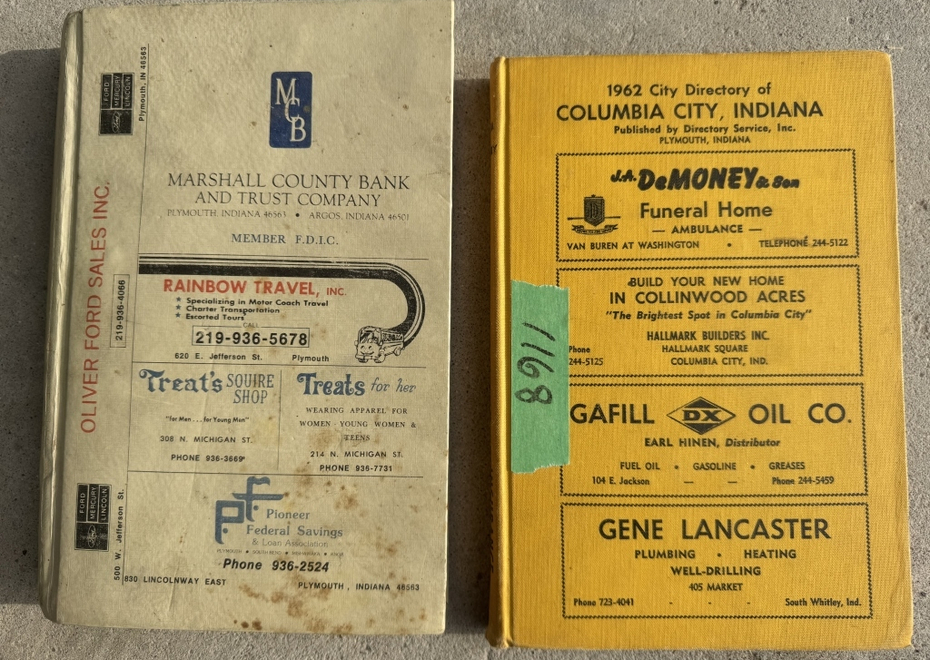 FORD
MERCURY
LINCOLN
Ford
Plymouth, IN 46563
OLIVER FORD SALES INC.
219-936-4066
FORD
MERCURY
LINCOLN
Ford
500 W. Jefferson St.
MCB
MARSHALL COUNTY BANK
AND TRUST COMPANY
PLYMOUTH, INDIANA 46563 • ARGOS, INDIANA 46501
MEMBER F.D.I.C.
RAINBOW TRAVEL, INC.
★ Specializing in Motor Coach Travel
★ Charter Transportation
★ Escorted Tours
CALL
219-936-5678
620 E. Jefferson St. Plymouth
Treat's SQUIRE
SHOP
"for Men . . . for Young Men"
308 N. MICHIGAN ST.
PHONE 936-3669
Treats for her
WEARING APPAREL FOR
WOMEN - YOUNG WOMEN &
TEENS
214 N. MICHIGAN ST.
PHONE 936-7731
pf
Pioneer
Federal Savings
& Loan Association
Phone 936-2524
830 LINCOLNWAY EAST PLYMOUTH, INDIANA 46563
1962 City Directory of
COLUMBIA CITY, INDIANA
Published by Directory Service, Inc.
PLYMOUTH, INDIANA
J.A. DeMONEY & Son
Funeral Home
— AMBULANCE —
VAN BUREN AT WASHINGTON • TELEPHONE 244-5122
BUILD YOUR NEW HOME
IN COLLINWOOD ACRES
"The Brightest Spot in Columbia City"
HALLMARK BUILDERS INC.
Phone HALLMARK SQUARE
244-5125 COLUMBIA CITY, IND.
1168
GAFILL DX OIL CO.
EARL HINEN, Distributor
FUEL OIL • GASOLINE • GREASES
104 E. Jackson — — Phone 244-5459
GENE LANCASTER
PLUMBING • HEATING
WELL-DRILLING
405 MARKET
Phone 723-4041 - - - South Whitley, Ind.